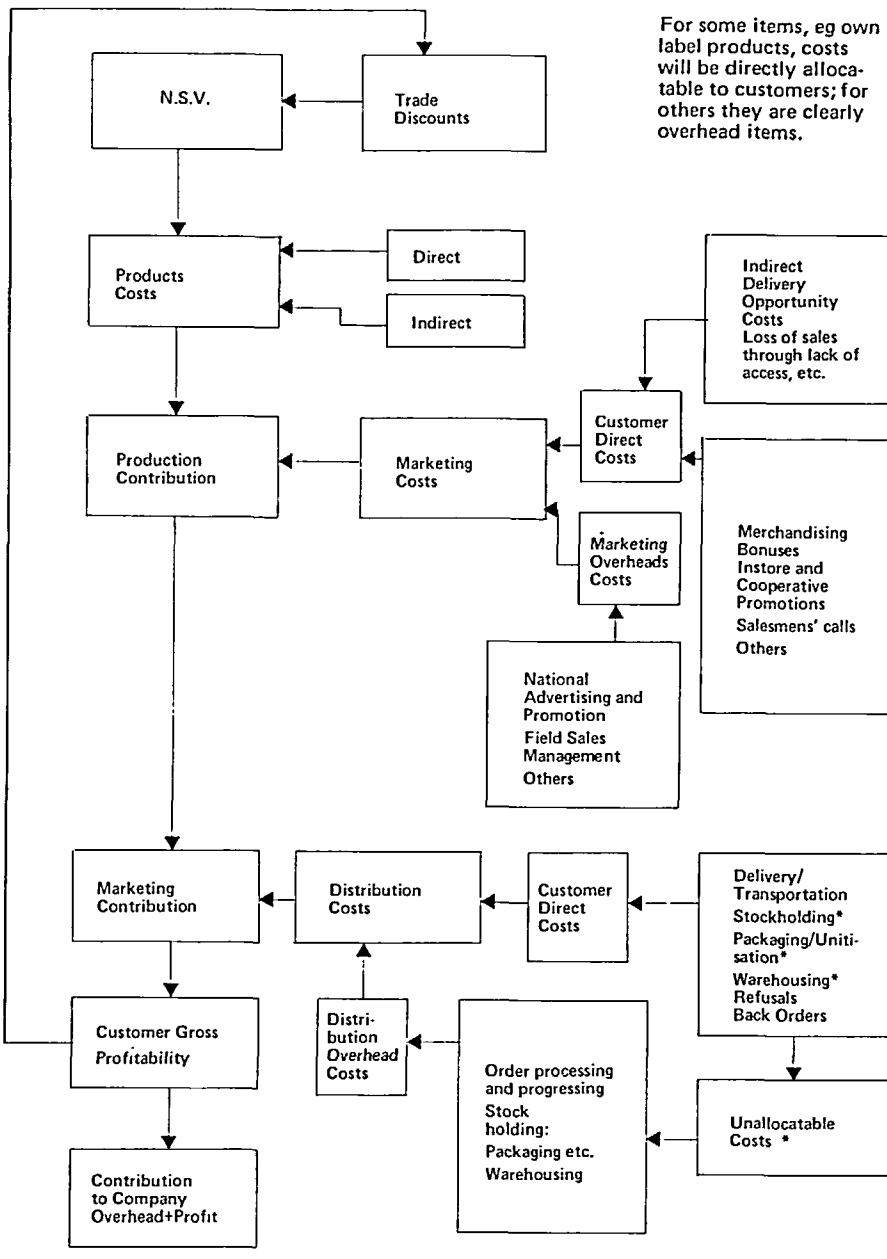 For some items, eg own
label products, costs
will be directly alloca-
table to customers; for
others they are clearly
overhead items.
N.S.V.
Trade
Discounts
Products
Costs
Direct
Indirect
Indirect
Delivery
Opportunity
Costs
Loss of sales
through lack of
access, etc.
Production
Contribution
Marketing
Costs
Customer
Direct
Costs
Marketing
Overheads
Costs
Merchandising
Bonuses
Instore and
Cooperative
Promotions
Salesmens' calls
Others
National
Advertising and
Promotion
Field Sales
Management
Others
Marketing
Contribution
Distribution
Costs
Customer
Direct
Costs
Delivery/
Transportation
Stockholding*
Packaging/Uniti-
sation*
Warehousing*
Refusals
Back Orders
Customer Gross
Profitability
Distri-
bution
Overhead
Costs
Order processing
and progressing
Stock
holding:
Packaging etc.
Warehousing
Unallocatable
Costs *
Contribution
to Company
Overhead+Profit